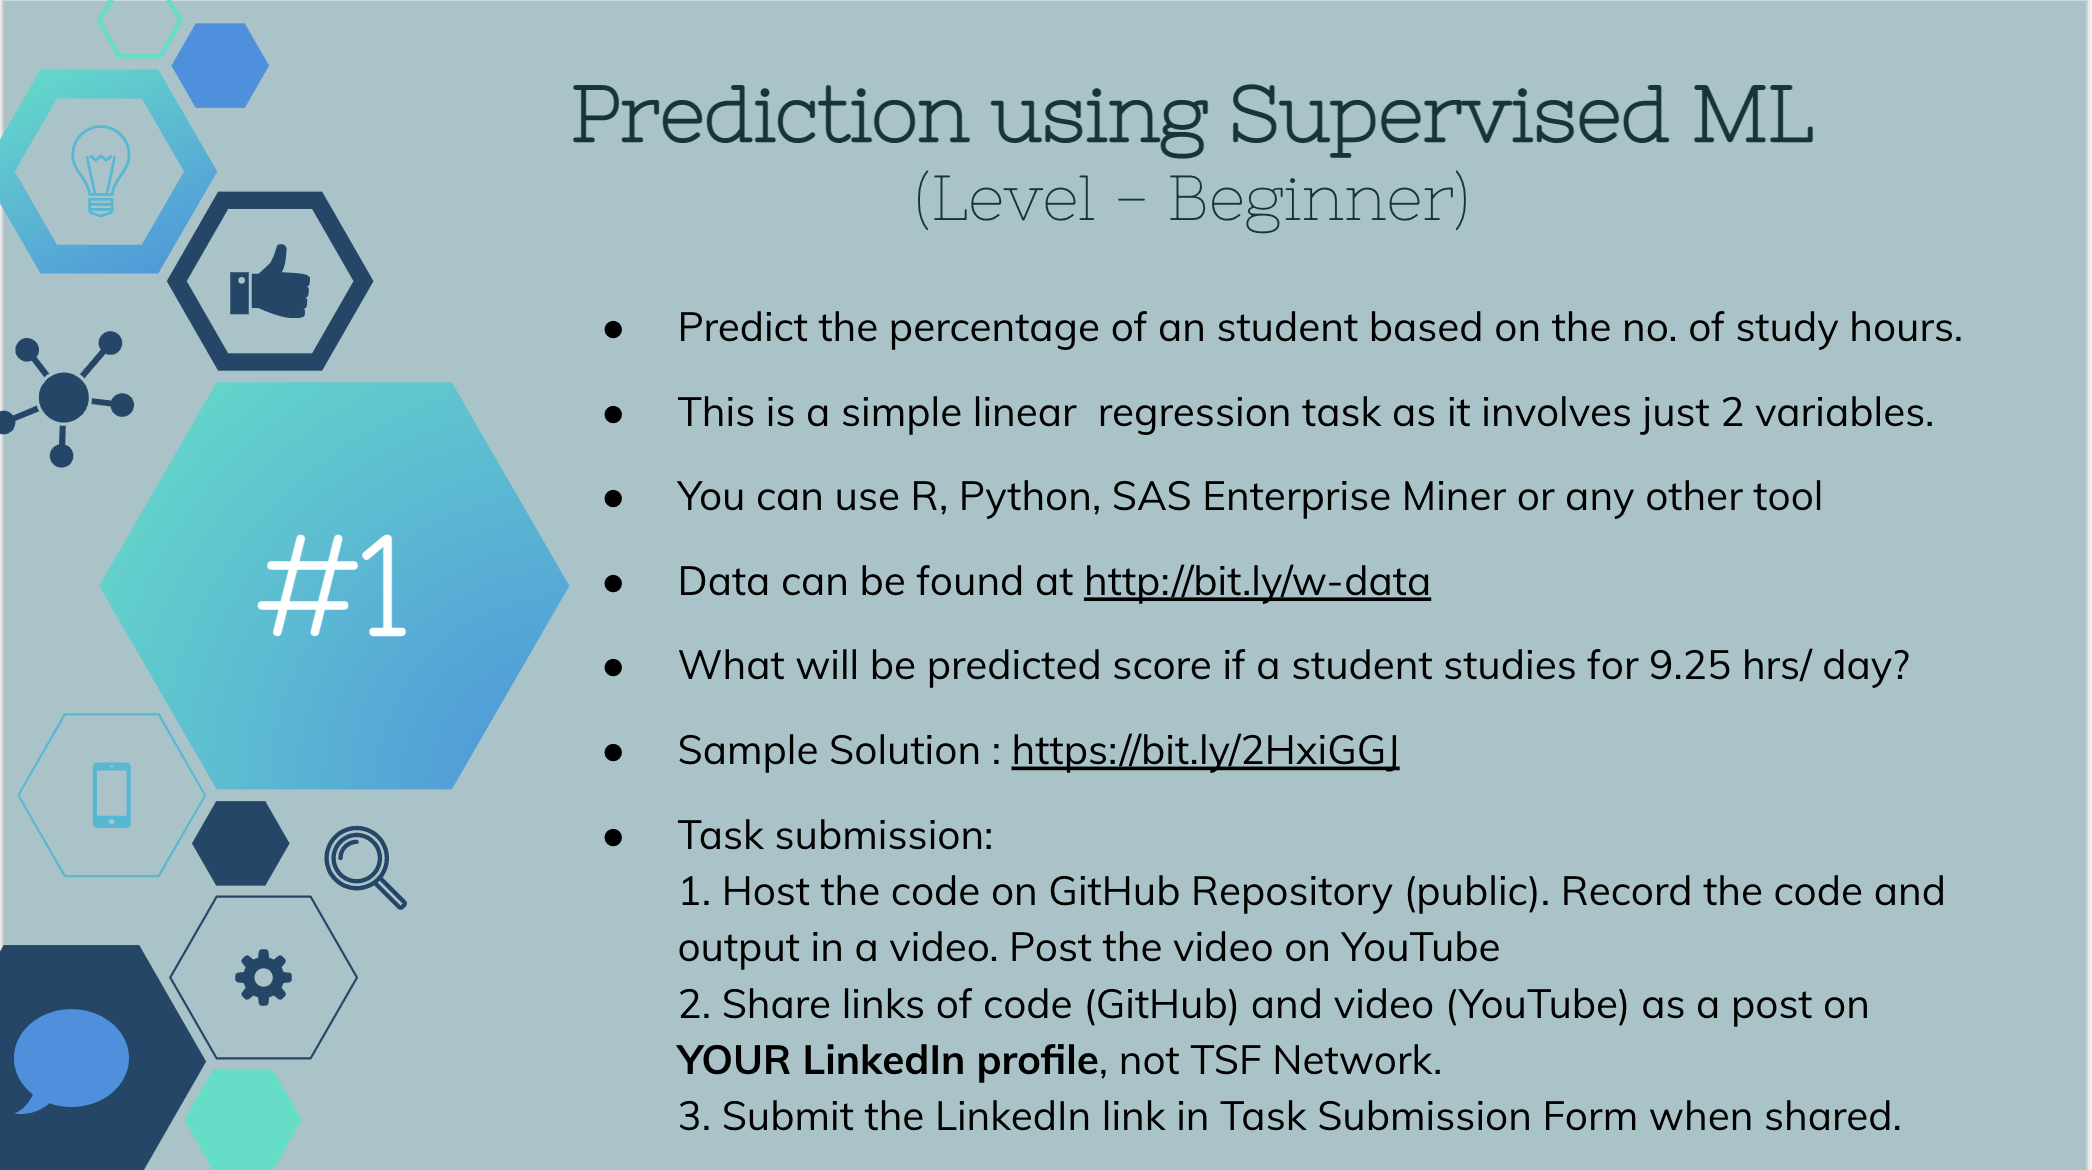 Prediction using Supervised ML
(Level - Beginner)
#1
● Predict the percentage of an student based on the no. of study hours.
● This is a simple linear  regression task as it involves just 2 variables.
● You can use R, Python, SAS Enterprise Miner or any other tool
● Data can be found at http://bit.ly/w-data
● What will be predicted score if a student studies for 9.25 hrs/ day?
● Sample Solution : https://bit.ly/2HxiGGJ
● Task submission:
1. Host the code on GitHub Repository (public). Record the code and
output in a video. Post the video on YouTube
2. Share links of code (GitHub) and video (YouTube) as a post on
YOUR LinkedIn profile, not TSF Network.
3. Submit the LinkedIn link in Task Submission Form when shared.